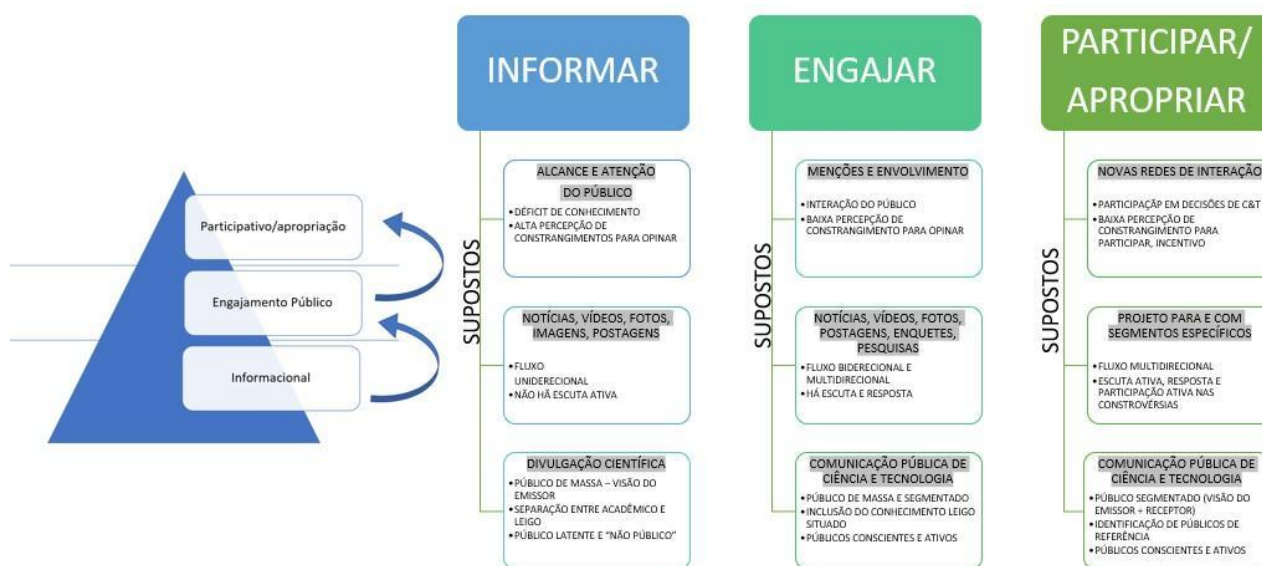 Participativo/apropriação
Engajamento Público
Informacional
INFORMAR
SUPOSTOS
ALCANCE E ATENÇÃO
DO PÚBLICO
•DÉFICIT DE CONHECIMENTO
•ALTA PERCEPÇÃO DE
CONSTRANGIMENTOS PARA OPINAR
NOTÍCIAS, VÍDEOS, FOTOS,
IMAGENS, POSTAGENS
•FLUXO
UNIDERECIONAL
•NÃO HÃ ESCUTA ATIVA
DIVULGAÇÃO CIENTÍFICA
•PÚBLICO DE MASSA – VISÃO DO
EMISSOR
•SEPARAÇÃO ENTRE ACADÊMICO E
LEIGO
•PÚBLICO LATENTE E "NÃO PÚBLICO"
ENGAJAR
SUPOSTOS
MENÇÕES E ENVOLVIMENTO
•INTERAÇÃO DO PÚBLICO
•BAIXA PERCEPÇÃO DE
CONSTRANGIMENTO PARA OPINAR
NOTÍCIAS, VÍDEOS, FOTOS,
POSTAGENS, ENQUETES,
PESQUISAS
•FLUXO BIDERECIONAL E
MULTIDIRECIONAL
•HÁ ESCUTA E RESPOSTA
COMUNICAÇÃO PÚBLICA DE
CIÊNCIA E TECNOLOGIA
•PÚBLICO DE MASSA E SEGMENTADO
•INCLUSÃO DO CONHECIMENTO LEIGO
SITUADO
•PÚBLICOS CONSCIENTES E ATIVOS
PARTICIPAR/
APROPRIAR
SUPOSTOS
NOVAS REDES DE INTERAÇÃO
•PARTICIPAÇÃP EM DECISÕES DE C&T
•BAIXA PERCEPÇÃO DE
CONSTRANGIMENTO PARA
PARTICIPAR, INCENTIVO
PROJETO PARA E COM
SEGMENTOS ESPECÍFICOS
•FLUXO MULTIDIRECIONAL
•ESCUTA ATIVA, RESPOSTA E
PARTICIPAÇÃO ATIVA NAS
CONSTROVÉRSIAS
COMUNICAÇÃO PÚBLICA DE
CIÊNCIA E TECNOLOGIA
•PÚBLICO SEGMENTADO (VISÃO DO
EMISSOR + RECEPTOR)
•IDENTIFICAÇÃO DE PÚBLICOS DE
REFERÊNCIA
•PÚBLICOS CONSCIENTES E ATIVOS